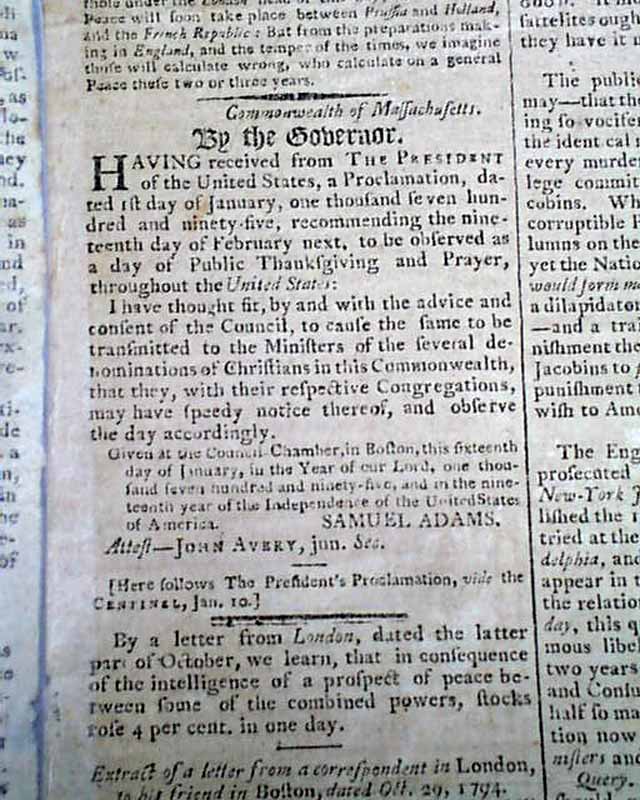 thoſe under the London head of this
Peace will ſoon take place between Pruſſia and Holland,
and the French Republic: But from the preparations mak-
ing in England, and the temper of the times, we imagine
thoſe will calculate wrong, who calculate on a general
Peace theſe two or three years.
Commonwealth of Maſſachuſetts.
By the Governor.
HAVING received from THE PRESIDENT
of the United States, a Proclamation, da-
ted 1ſt day of January, one thouſand ſeven hun-
dred and ninety-five, recommending the nine-
teenth day of February next, to be obſerved as
a day of Public Thankſgiving and Prayer,
throughout the United States:
I have thought fit, by and with the advice and
conſent of the Council, to cauſe the ſame to be
tranſmitted to the Miniſters of the ſeveral de-
nominations of Chriſtians in this Commonwealth,
that they, with their reſpective Congregations,
may have ſpeedy notice thereof, and obſerve
the day accordingly.
Given at the Council-Chamber, in Boſton, this ſixteenth
day of January, in the Year of our Lord, one thou-
ſand ſeven hundred and ninety-five, and in the nine-
teenth year of the Independence of the United States
of America. SAMUEL ADAMS.
Atteſt—JOHN AVERY, jun. Sec.
[Here follows The Preſident's Proclamation, vide the
CENTINEL, Jan. 10.]
By a letter from London, dated the latter
part of October, we learn, that in conſequence
of the intelligence of a proſpect of peace be-
tween ſome of the combined powers, ſtocks
roſe 4 per cent. in one day.
Extract of a letter from a correſpondent in London,
to his friend in Boſton, dated Oct. 29, 1794.
ſattelites ough
they have it
The public
may—that th
ing ſo vocifer
the ident cal
every murde
lege commit
cobins. Wh
corruptible
lumns on the
yet the Natio
would form m
a dilapidator
—and a trai
niſhment the
Jacobins to
puniſhment
wiſh to Ame
The Eng
proſecuted
New-York
liſhed the
tried at the
delphia, and
appear in
the relation
day, this q
mous libel
two years
and Conſu
half ſo ma
tion now
niſters and
Query.